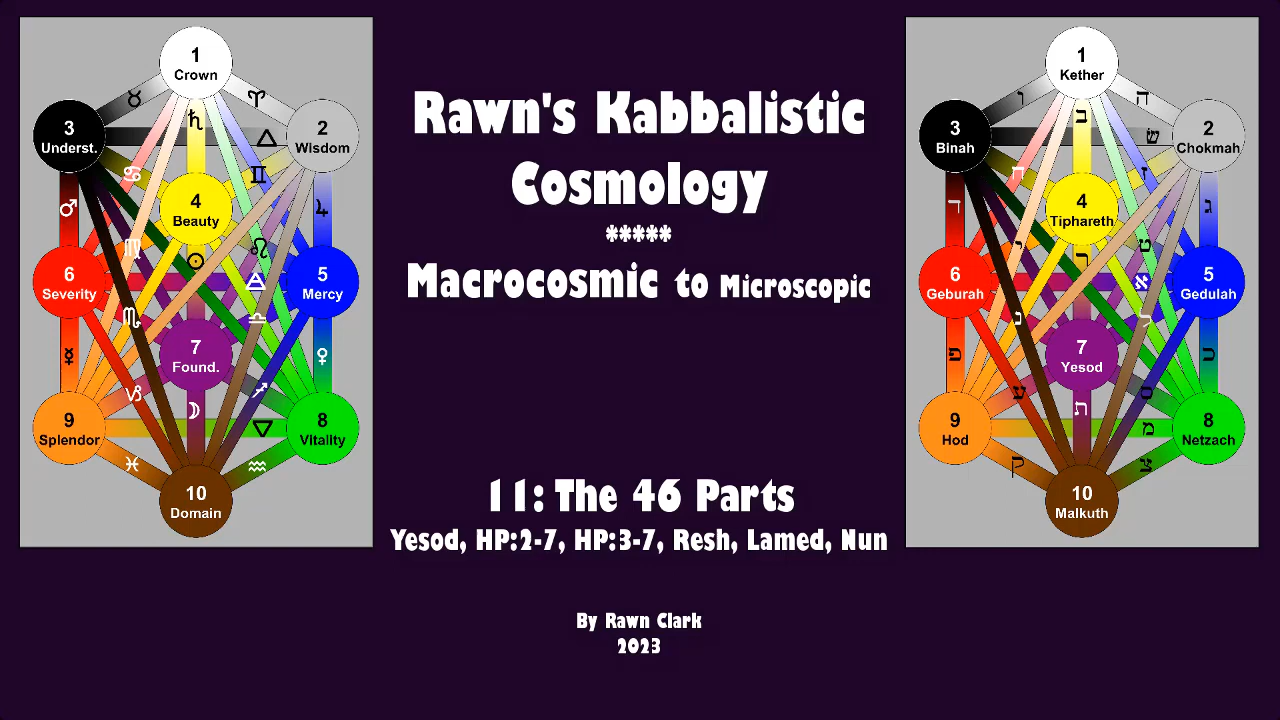 1
Crown
♉ ♈
3
Underst.
♄
🜂
2
Wisdom
♋ ♊
♂
4
Beauty
♃
♍ ☉ ♌
6
Severity
🜁
5
Mercy
♏ ♎
☿
7
Found.
♀
♑ ☽ ♐
9
Splendor
🜄
8
Vitality
♓ ♒
10
Domain
Rawn's Kabbalistic
Cosmology
*****
Macrocosmic to Microscopic
11: The 46 Parts
Yesod, HP:2-7, HP:3-7, Resh, Lamed, Nun
By Rawn Clark
2023
1
Kether
ו ה
3
Binah
ב
ש
2
Chokmah
ח ז
ד
4
Tiphareth
ג
י ר ט
6
Geburah
א
5
Gedulah
נ ל
פ
7
Yesod
ע ת ס
9
Hod
מ
8
Netzach
ק צ
10
Malkuth